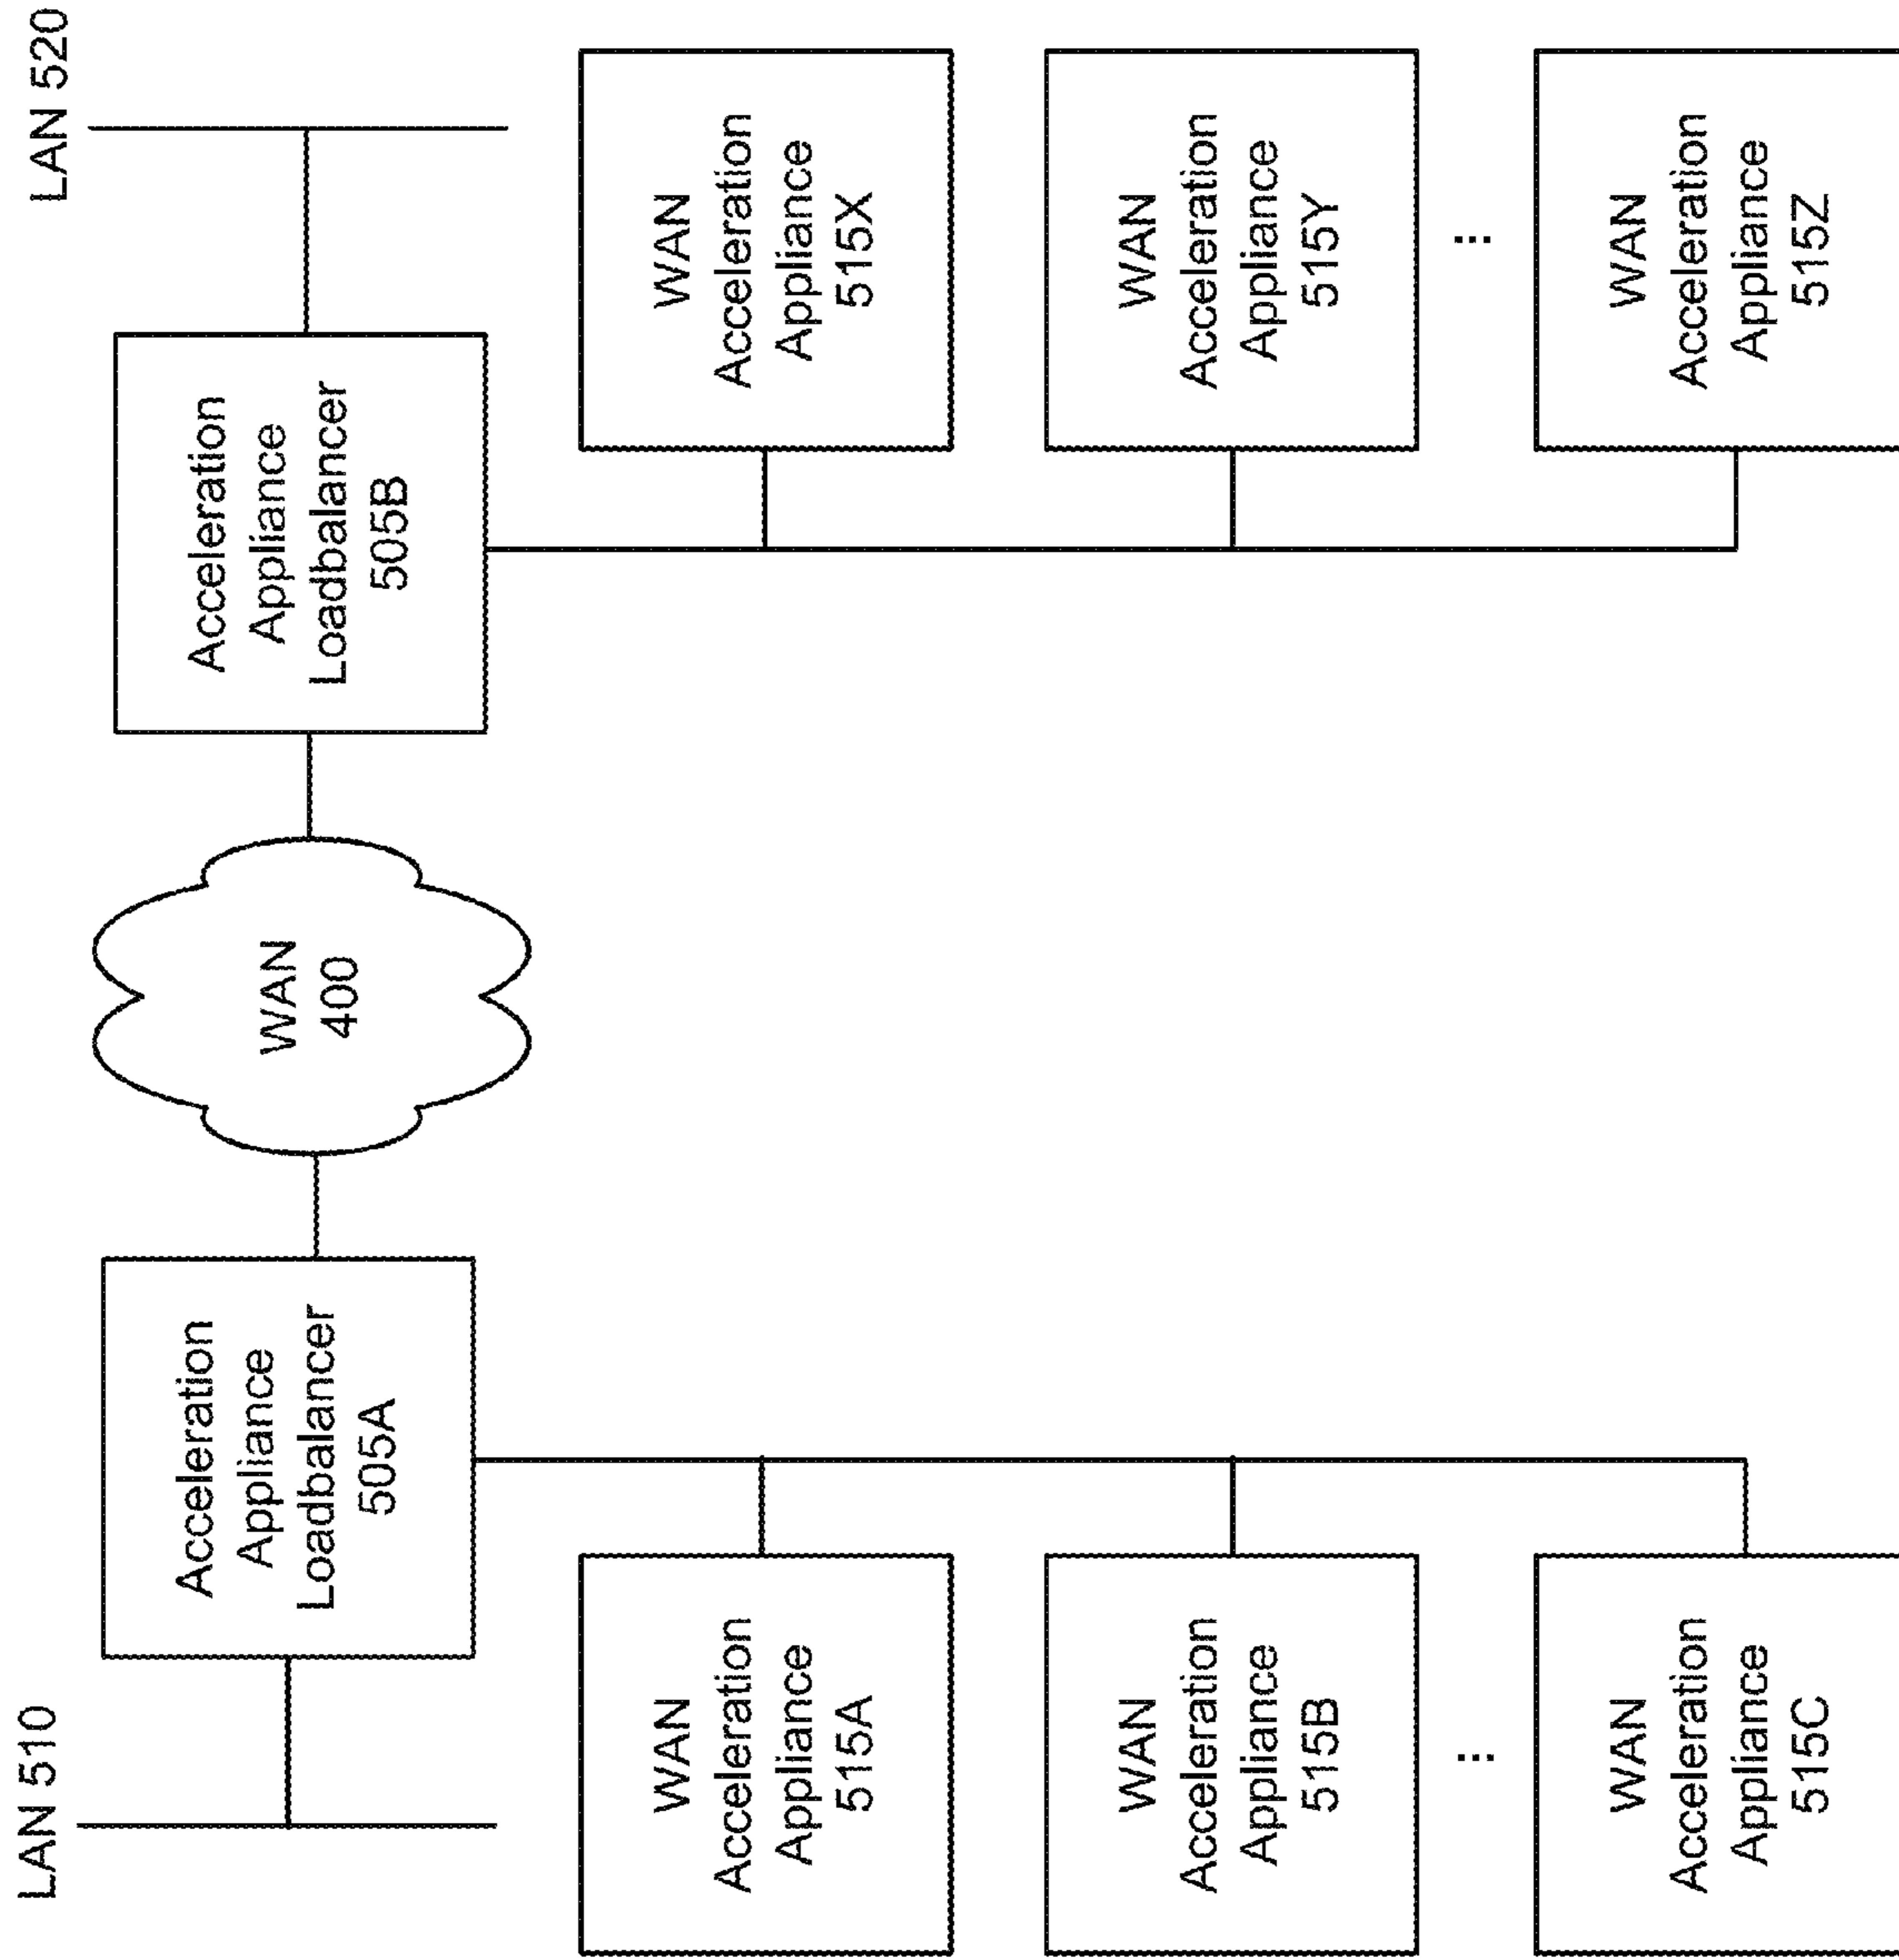 LAN 510
LAN 520
Acceleration
Appliance
Loadbalancer
505A
WAN
400
Acceleration
Appliance
Loadbalancer
505B
WAN
Acceleration
Appliance
515A
WAN
Acceleration
Appliance
515X
WAN
Acceleration
Appliance
515B
WAN
Acceleration
Appliance
515Y
...
...
WAN
Acceleration
Appliance
515C
WAN
Acceleration
Appliance
515Z